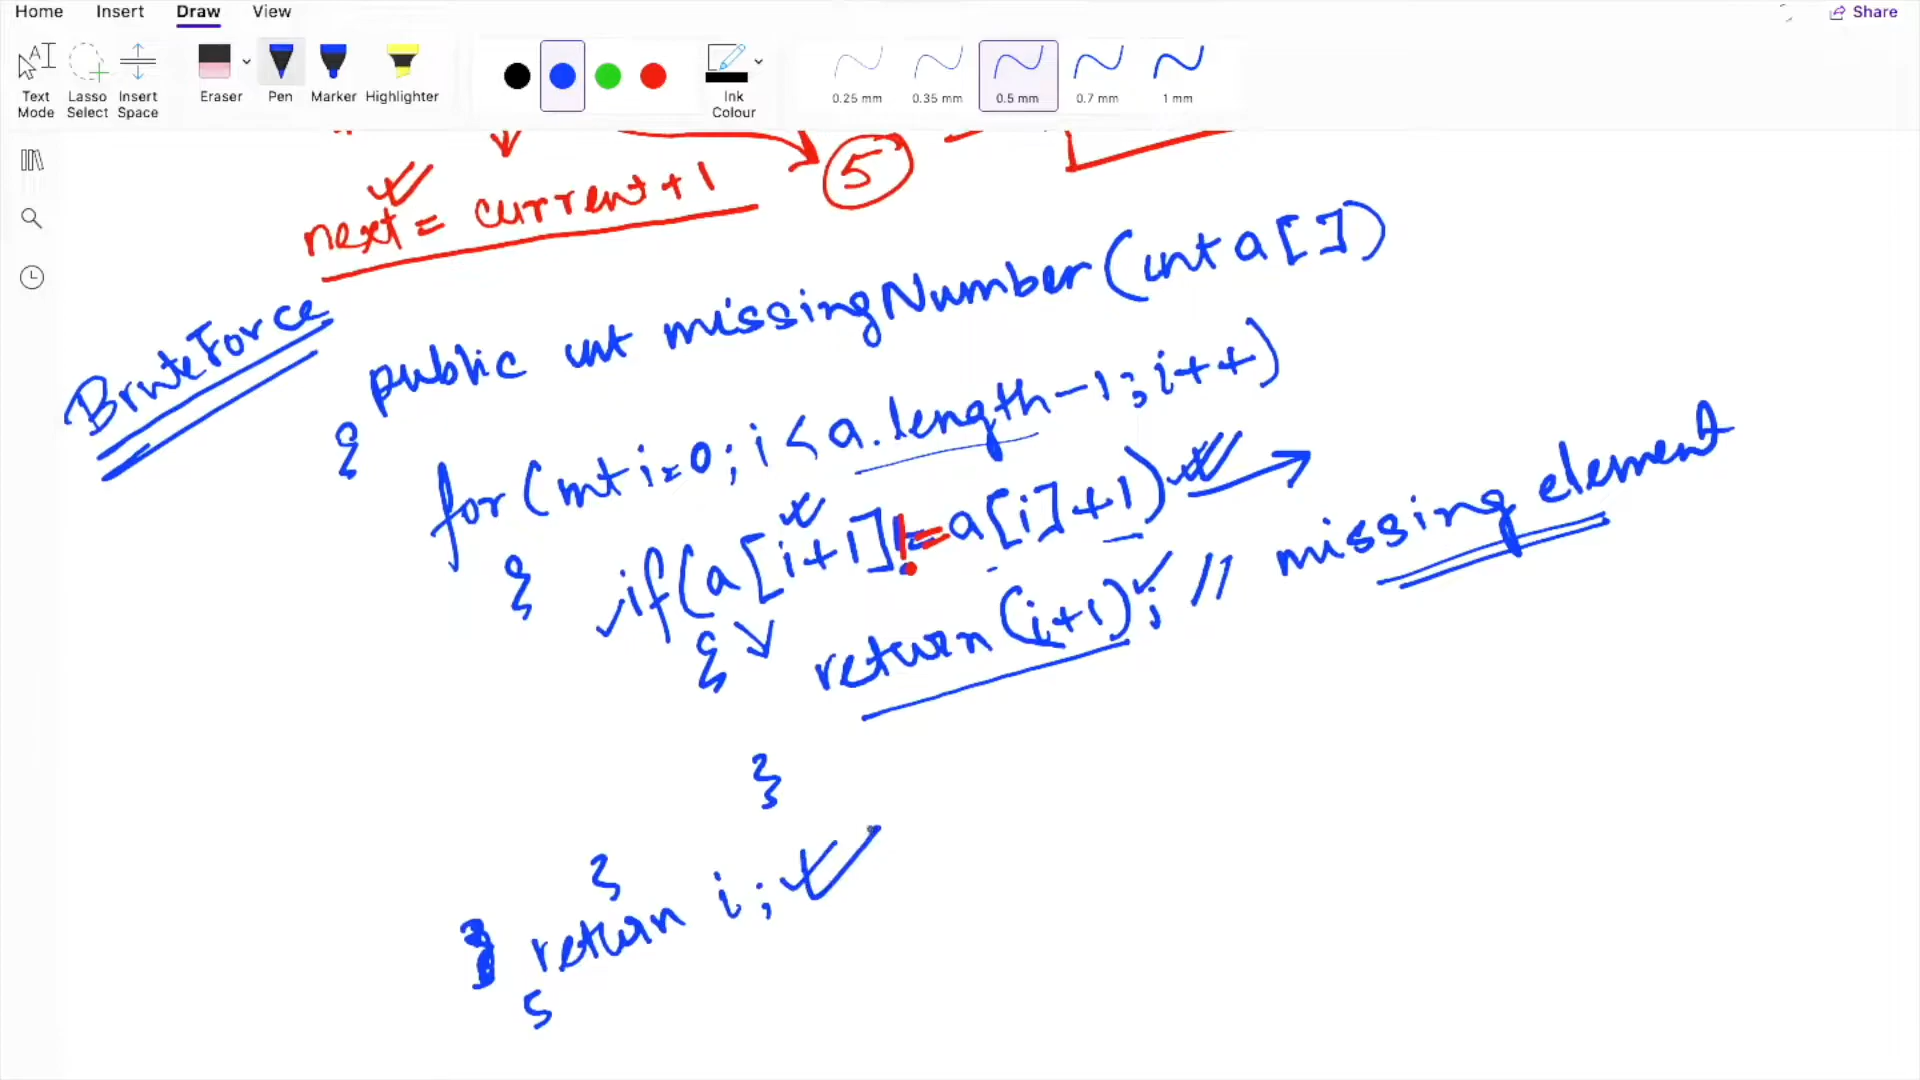 Home Insert Draw View Share
Text Mode
Lasso Select
Insert Space
Eraser
Pen
Marker
Highlighter
Ink Colour
0.25 mm
0.35 mm
0.5 mm
0.7 mm
1 mm
5
next = current + 1
BruteForce
public int missingNumber(int a[])
{
for(int i=0; i<a.length-1; i++)
{
if(a[i+1] != a[i]+1)
{
return (i+1); // missing element
}
}
return i;
}